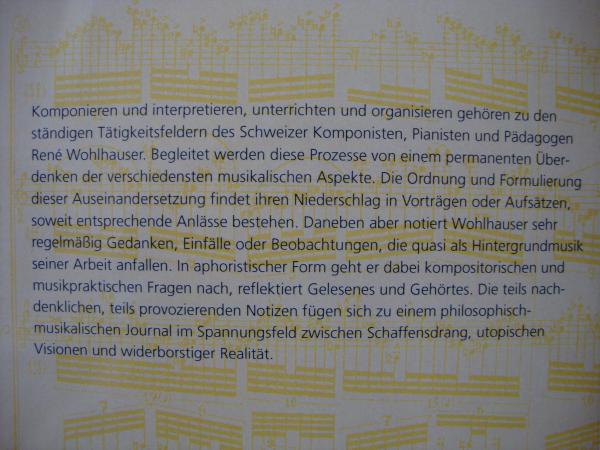 Komponieren und interpretieren, unterrichten und organisieren gehören zu den
ständigen Tätigkeitsfeldern des Schweizer Komponisten, Pianisten und Pädagogen
René Wohlhauser. Begleitet werden diese Prozesse von einem permanenten Über-
denken der verschiedensten musikalischen Aspekte. Die Ordnung und Formulierung
dieser Auseinandersetzung findet ihren Niederschlag in Vorträgen oder Aufsätzen,
soweit entsprechende Anlässe bestehen. Daneben aber notiert Wohlhauser sehr
regelmäßig Gedanken, Einfälle oder Beobachtungen, die quasi als Hintergrundmusik
seiner Arbeit anfallen. In aphoristischer Form geht er dabei kompositorischen und
musikpraktischen Fragen nach, reflektiert Gelesenes und Gehörtes. Die teils nach-
denklichen, teils provozierenden Notizen fügen sich zu einem philosophisch-
musikalischen Journal im Spannungsfeld zwischen Schaffensdrang, utopischen
Visionen und widerborstiger Realität.